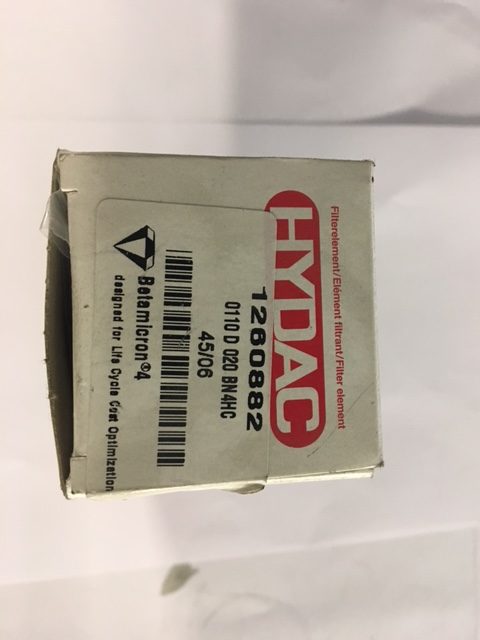 Filterelement/Elément filtrant/Filter element
HYDAC
1260882
0110 D 020 BN4HC
45/06
Betamicron®4
designed for Life Cycle Cost Optimization